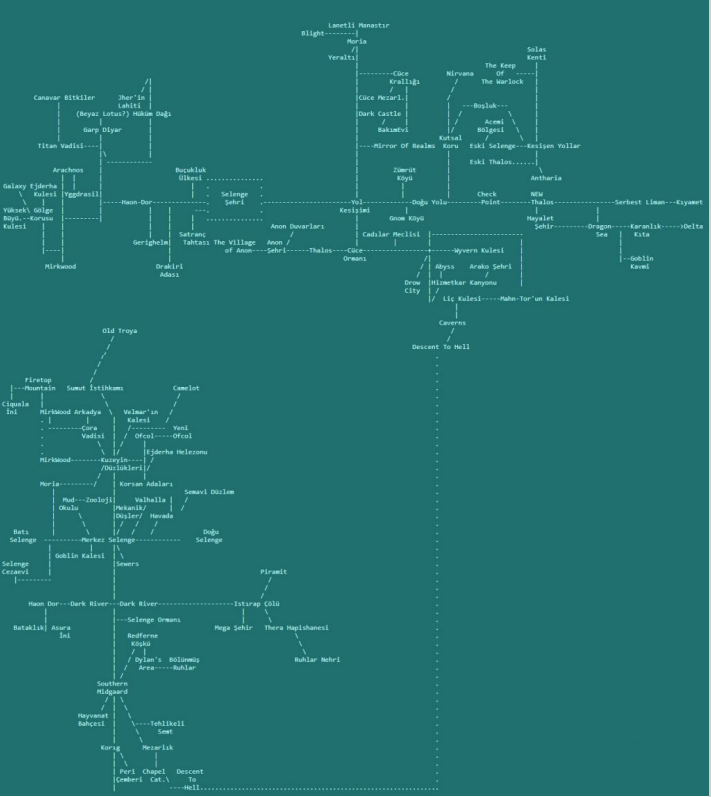 Lanetli Manastır
Blight--------|
Moria
/|
Yeraltı|
Solas
Kenti
The Keep |
|---------Cüce Nirvana Of -----|
Krallığı / The Warlock |
/|
/ |
Canavar Bitkiler Jher'in |
Lahiti |
(Beyaz Lotus?) Hüküm Dağı
|Cüce Mezarl.|
---Boşluk---
|Dark Castle |
Acemi \
Garp Diyar
BakımEvi |/ Bölgesi \ |
Kutsal
Titan Vadisi----|
|----Mirror Of Realms Koru Eski Selenge---Kesişen Yollar
Eski Thalos......|
Arachnos
Buçukluk
Ülkesi ...............
Zümrüt
Köyü
Antharia
Galaxy Ejderha
\ Kulesi |Yggdrasil
Selenge
Check NEW
-----Haon-Dor------ Şehri -----Yol------Doğu Yolu-------Point-----Thalos---------------Serbest Liman---Kıyamet
Yüksek\ Gölge
Büyü.--Korusu |---------|
Kulesi
Kesişimi
Gnom Köyü
Hayalet
Şehir-------Dragon-----Karanlık----->Delta
Sea | Kıta
Anon Duvarları
Satranç
Cadılar Meclisi
Gerighelm| Tahtası The Village Anon /
of Anon----Şehri------Thalos---Cüce-----------------------Wyvern Kulesi
Ormanı
|--Goblin
Kavmi
Mirkwood
Drakiri
Adası
Abyss Arako Şehri
Drow |Hizmetkar Kanyonu
City | /
|/ Liç Kulesi-----Mahn-Tor'un Kalesi
Caverns
Old Troya
Descent To Hell
Firetop
|---Mountain Sumut İstihkamı Camelot
Ciquala
İni MirkWood Arkadya \ Velmar'ın
Kalesi
---------Çora | /--------- Yeni
Vadisi | / Ofcol-----Ofcol
|Ejderha Helezonu
MirkWood--------Kuzeyin----|
/Düzlükleri|/
Moria---------/ | Korsan Adaları
Semavi Düzlem
Mud---Zooloji| Valhalla |
Okulu |Mekanik/
|Düşler/ Havada
Batı Doğu
Selenge ----------Merkez Selenge------------ Selenge
| Goblin Kalesi | \
Selenge |Sewers
Cezaevi
|---------
Piramit
Haon Dor---Dark River---Dark River--------------------Istırap Çölü
|---Selenge Ormanı
Bataklık| Asura Mega Şehir Thera Hapishanesi
İni Redferne
Köşkü
/ Dylan's Bölünmüş Ruhlar Nehri
Area-----Ruhlar
Southern
Midgaard
Hayvanat
Bahçesi | \----Tehlikeli
Semt
Korıg Mezarlık
| Peri Chapel Descent
|Çemberi Cat.\ To
----Hell.............................................